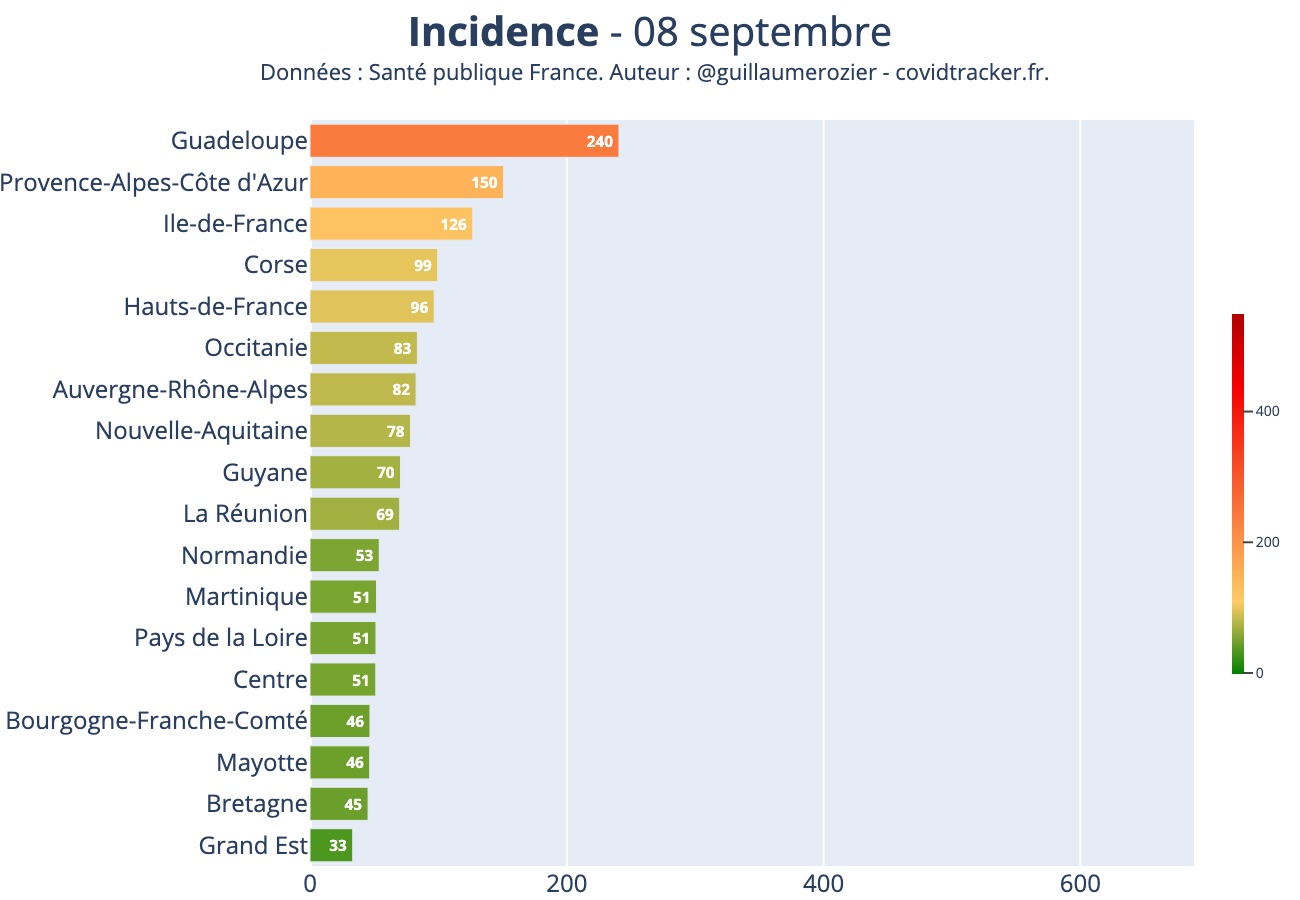 Incidence - 08 septembre
Données : Santé publique France. Auteur : @guillaumerozier - covidtracker.fr.
Guadeloupe 240
Provence-Alpes-Côte d'Azur 150
Ile-de-France 126
Corse 99
Hauts-de-France 96
Occitanie 83
Auvergne-Rhône-Alpes 82
Nouvelle-Aquitaine 78
Guyane 70
La Réunion 69
Normandie 53
Martinique 51
Pays de la Loire 51
Centre 51
Bourgogne-Franche-Comté 46
Mayotte 46
Bretagne 45
Grand Est 33
0 200 400 600
400
200
0